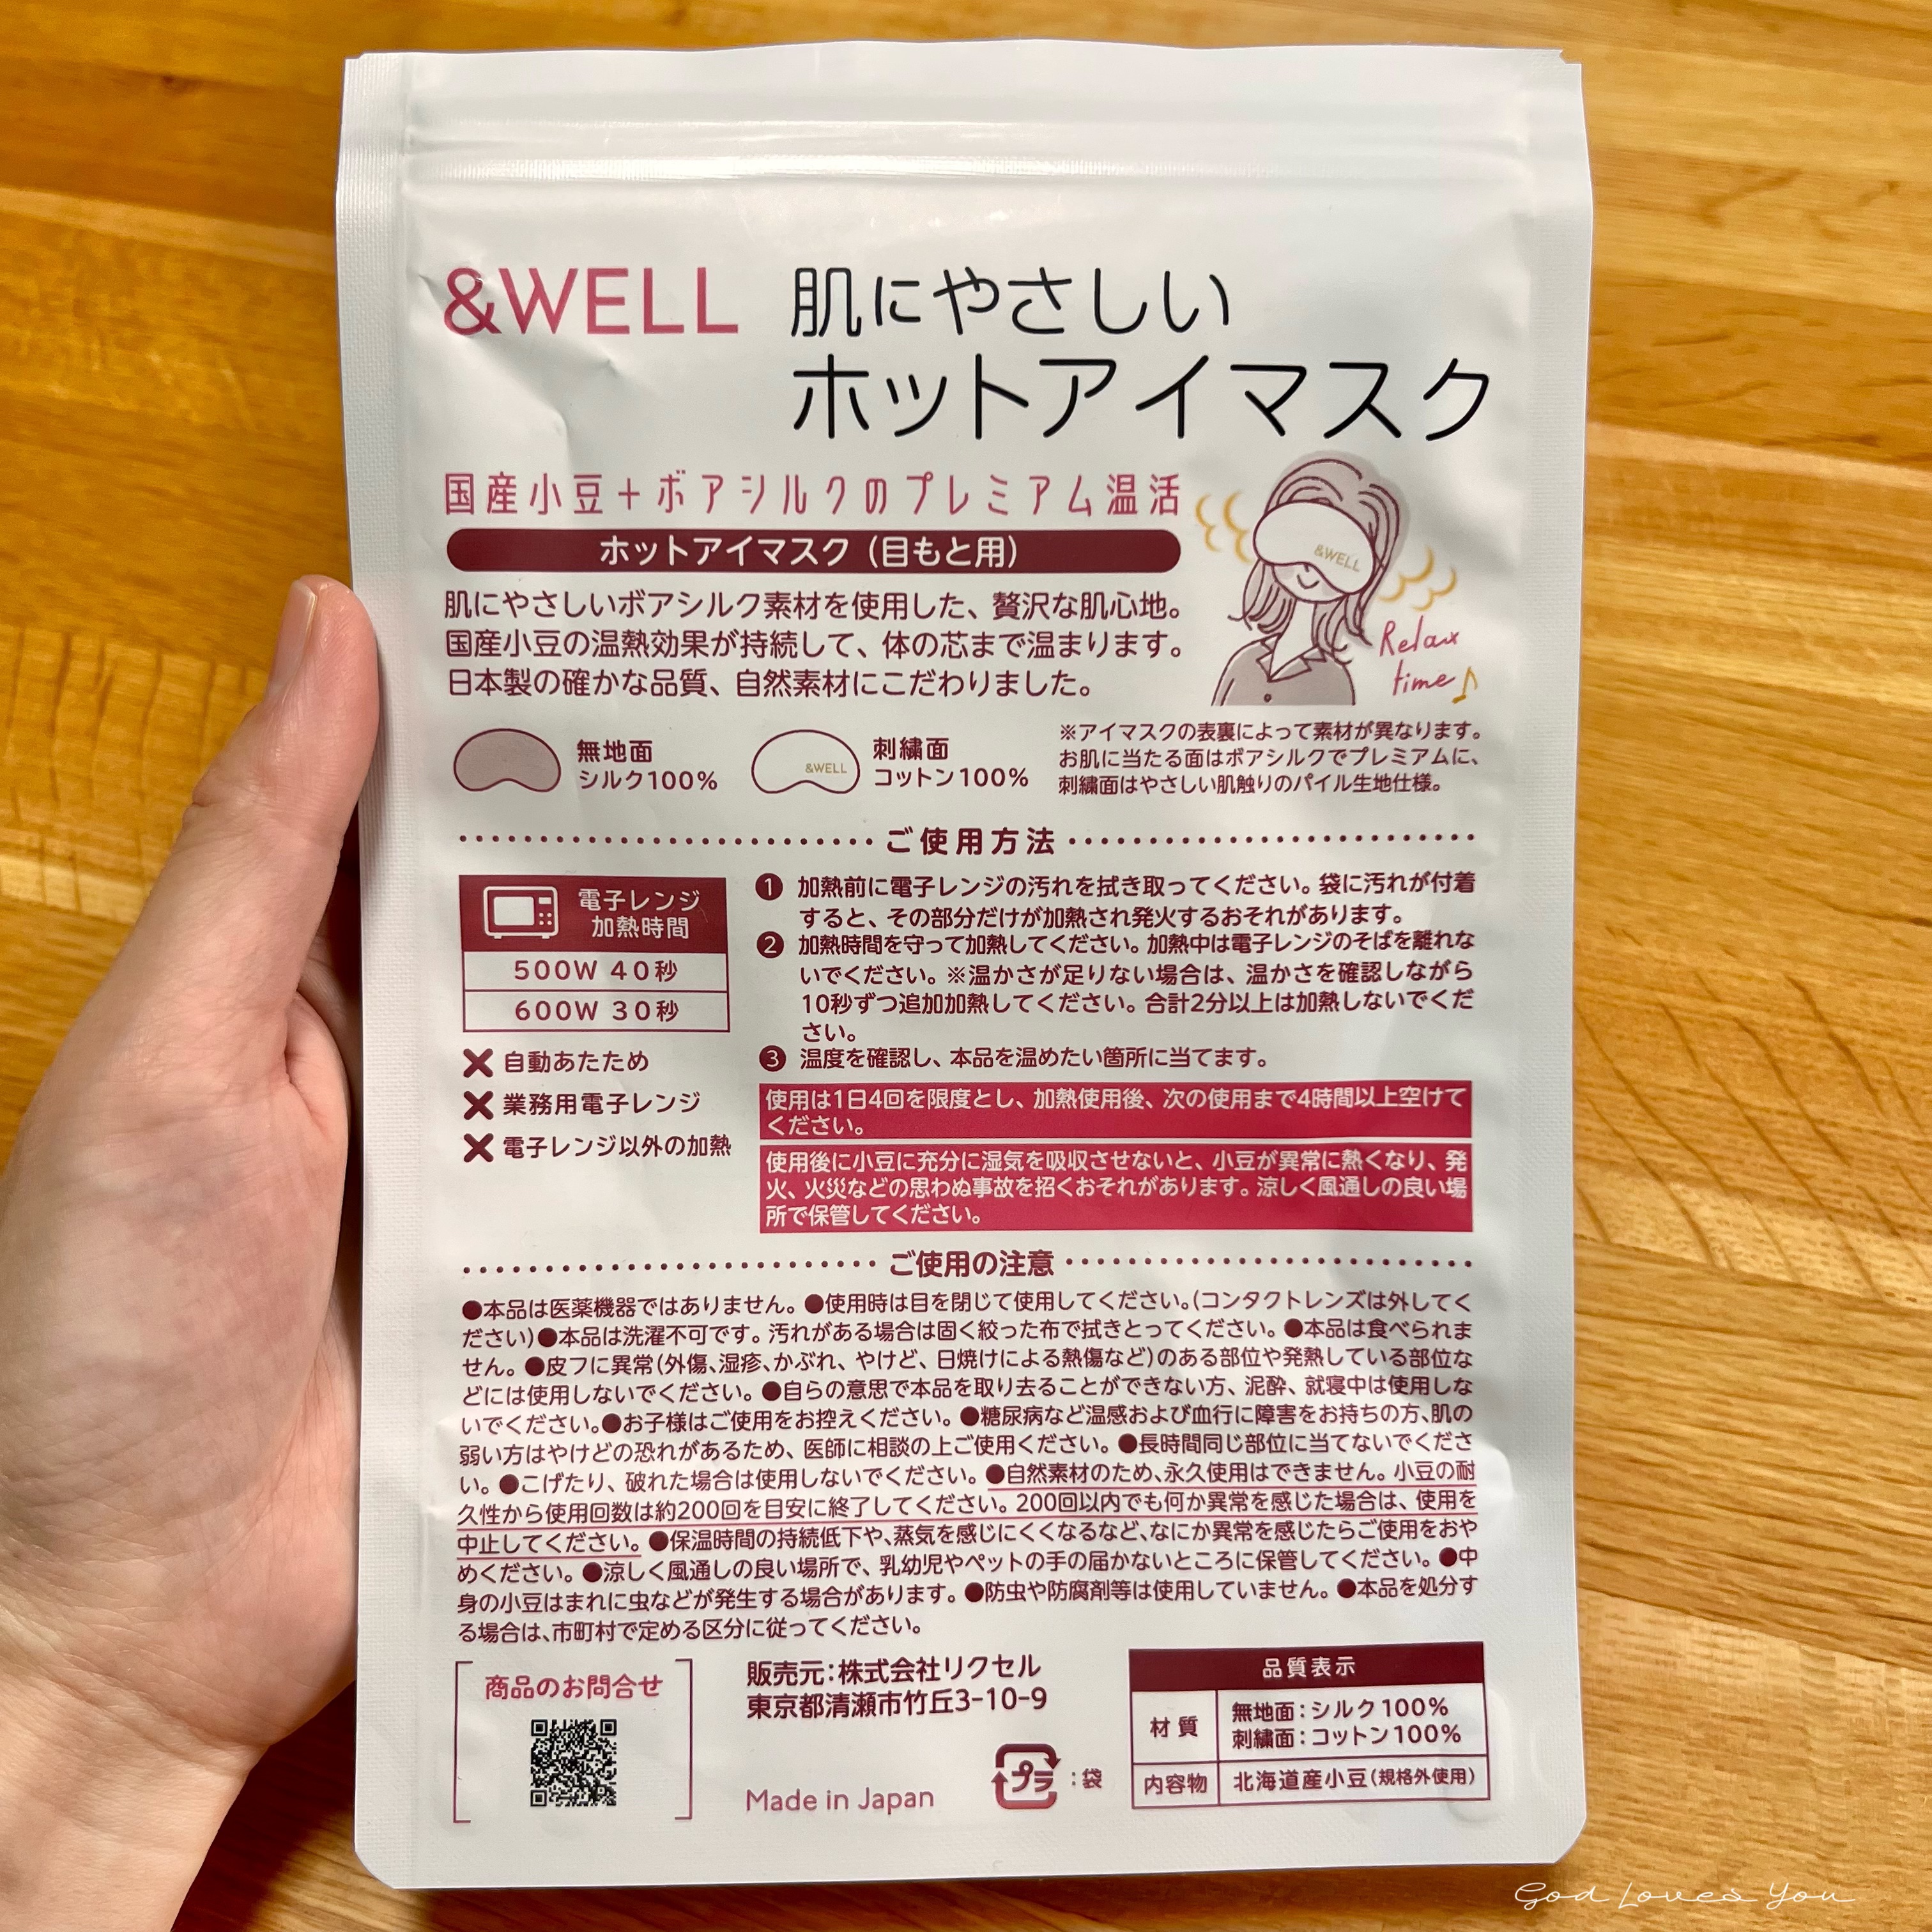 &WELL 肌にやさしい
ホットアイマスク
国産小豆+ボアシルクのプレミアム温活
ホットアイマスク（目もと用）
肌にやさしいボアシルク素材を使用した、贅沢な肌心地。
国産小豆の温熱効果が持続して、体の芯まで温まります。
日本製の確かな品質、自然素材にこだわりました。
&WELL
Relax
time♪
無地面
シルク100%
&WELL
刺繍面
コットン100%
※アイマスクの表裏によって素材が異なります。
お肌に当たる面はボアシルクでプレミアムに、
刺繍面はやさしい肌触りのパイル生地仕様。
ご使用方法
電子レンジ
加熱時間
500W 40秒
600W 30秒
✕ 自動あたため
✕ 業務用電子レンジ
✕ 電子レンジ以外の加熱
❶ 加熱前に電子レンジの汚れを拭き取ってください。袋に汚れが付着
すると、その部分だけが加熱され発火するおそれがあります。
❷ 加熱時間を守って加熱してください。加熱中は電子レンジのそばを離れな
いでください。※温かさが足りない場合は、温かさを確認しながら
10秒ずつ追加加熱してください。合計2分以上は加熱しないでくだ
さい。
❸ 温度を確認し、本品を温めたい箇所に当てます。
使用は1日4回を限度とし、加熱使用後、次の使用まで4時間以上空けて
ください。
使用後に小豆に充分に湿気を吸収させないと、小豆が異常に熱くなり、発
火、火災などの思わぬ事故を招くおそれがあります。涼しく風通しの良い場
所で保管してください。
ご使用の注意
●本品は医薬機器ではありません。●使用時は目を閉じて使用してください。(コンタクトレンズは外してく
ださい)●本品は洗濯不可です。汚れがある場合は固く絞った布で拭きとってください。●本品は食べられま
せん。●皮フに異常(外傷、湿疹、かぶれ、やけど、日焼けによる熱傷など)のある部位や発熱している部位な
どには使用しないでください。●自らの意思で本品を取り去ることができない方、泥酔、就寝中は使用しな
いでください。●お子様はご使用をお控えください。●糖尿病など温感および血行に障害をお持ちの方、肌の
弱い方はやけどの恐れがあるため、医師に相談の上ご使用ください。●長時間同じ部位に当てないでくださ
い。●こげたり、破れた場合は使用しないでください。●自然素材のため、永久使用はできません。小豆の耐
久性から使用回数は約200回を目安に終了してください。200回以内でも何か異常を感じた場合は、使用を
中止してください。●保温時間の持続低下や、蒸気を感じにくくなるなど、なにか異常を感じたらご使用をおや
めください。●涼しく風通しの良い場所で、乳幼児やペットの手の届かないところに保管してください。●中
身の小豆はまれに虫などが発生する場合があります。●防虫や防腐剤等は使用していません。●本品を処分す
る場合は、市町村で定める区分に従ってください。
商品のお問合せ
販売元：株式会社リクセル
東京都清瀬市竹丘3-10-9
Made in Japan
プラ：袋
品質表示
材質
無地面：シルク100%
刺繍面：コットン100%
内容物 北海道産小豆(規格外使用)
God Loves You